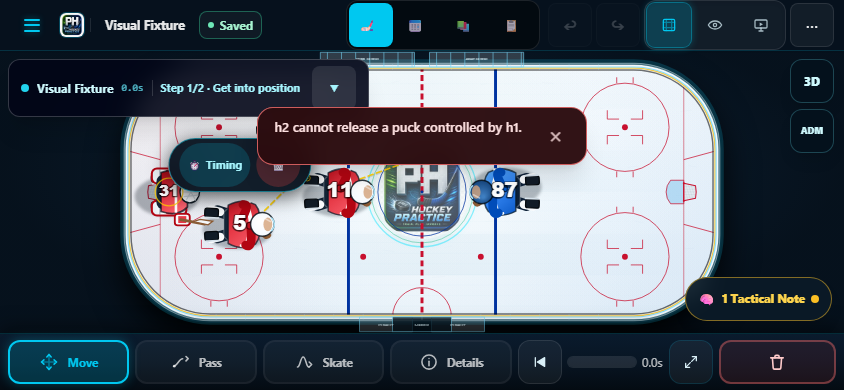 PH
Visual Fixture
Saved
...
Visual Fixture 0.0s Step 1/2 · Get into position
3D
h2 cannot release a puck controlled by h1.
ADM
Timing
31
5
11
PH
HOCKEY
PRACTICE
87
1 Tactical Note
Move
Pass
Skate
Details
0.0s